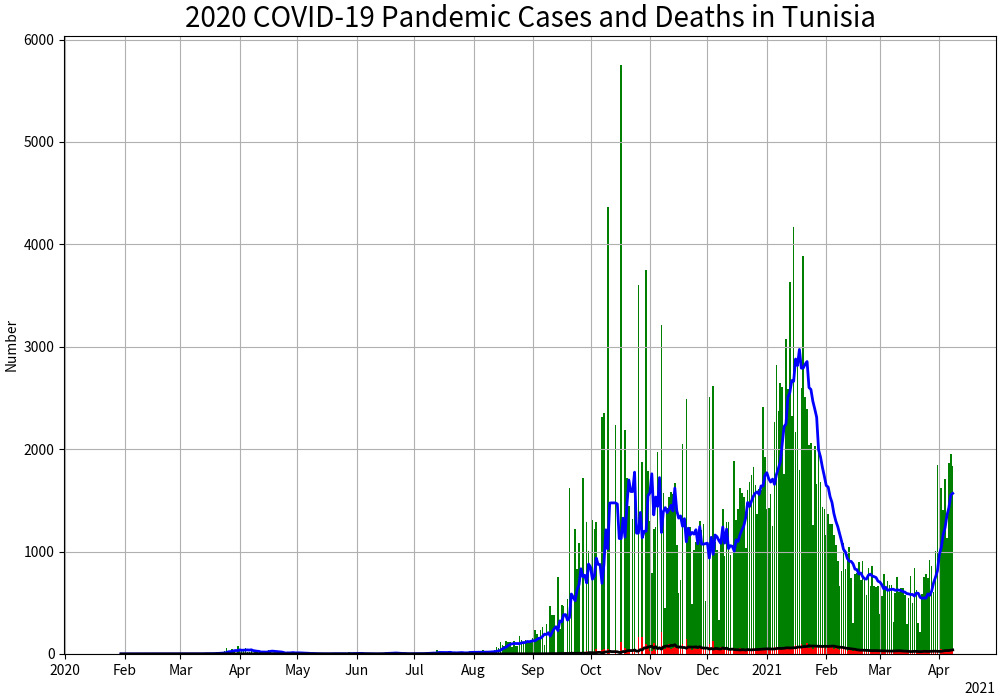 2020 COVID-19 Pandemic Cases and Deaths in Tunisia
6000
5000
4000
3000
2000
1000
0
Number
2020 Feb Mar Apr May Jun Jul Aug Sep Oct Nov Dec 2021 Feb Mar Apr
2021